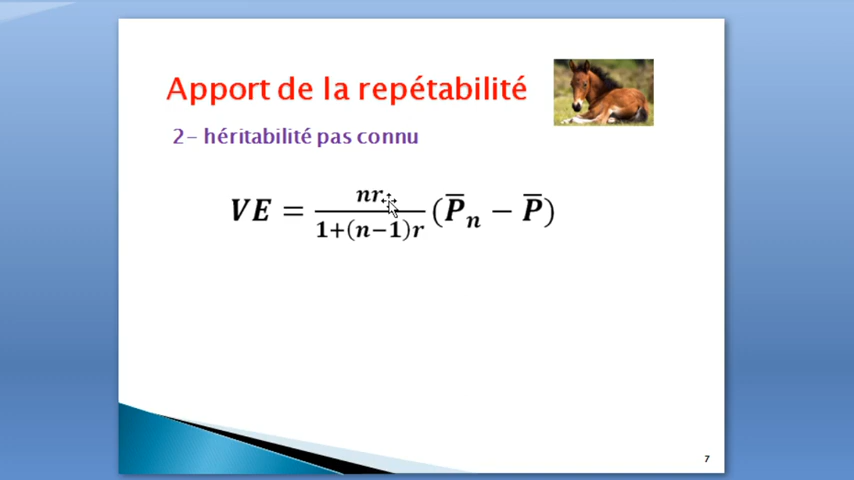 Apport de la repétabilité
2- héritabilité pas connu
VE = nr / 1+(n−1)r (P̅n − P̅)
7